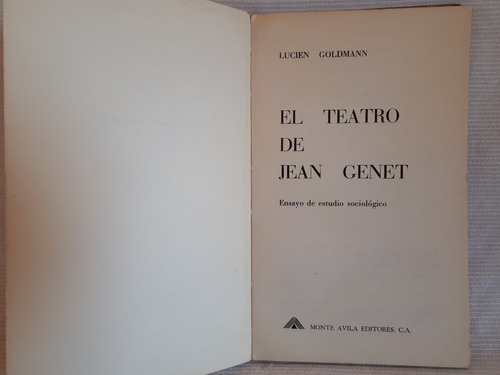 LUCIEN GOLDMANN
EL TEATRO
DE
JEAN GENET
Ensayo de estudio sociológico
MONTE AVILA EDITORES, C.A.